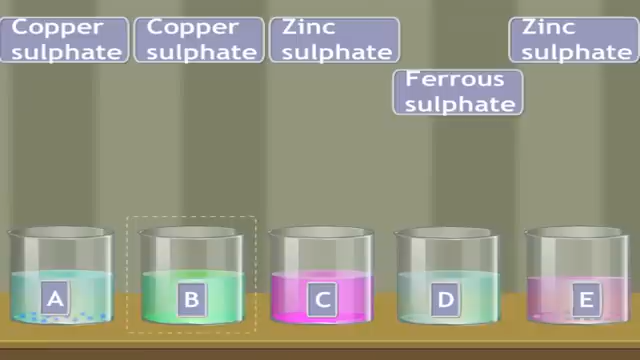 Copper
sulphate
Copper
sulphate
Zinc
sulphate
Ferrous
sulphate
Zinc
sulphate
A
B
C
D
E